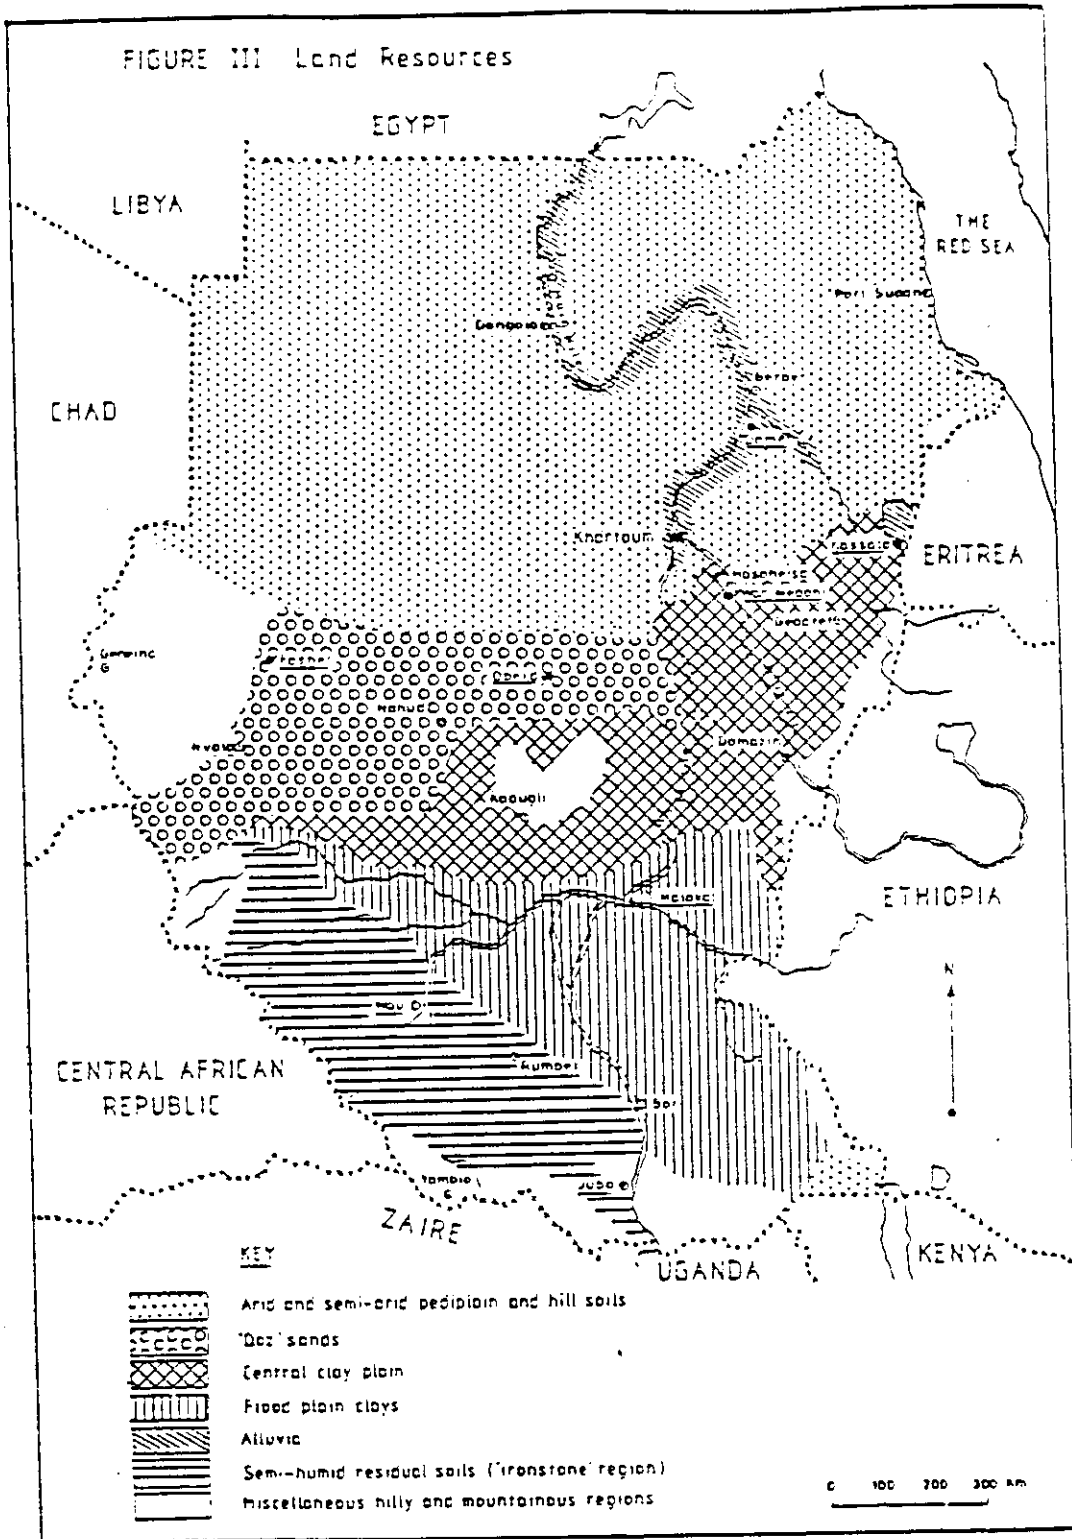 FIGURE III Land Resources
EGYPT
LIBYA
THE
RED SEA
Port Sudan
Dongola
Berber
CHAD
Khartoum
Kassala
ERITREA
Geneina
Fasher
Obeid
Nahud
Nyala
Damazin
Kadugli
Malakal
ETHIOPIA
N
Wau
Rumbek
Bor
CENTRAL AFRICAN
REPUBLIC
Yambio
Juba
ZAIRE
UGANDA
KENYA
KEY
Arid and semi-arid pediplain and hill soils
'Qoz' sands
Central clay plain
Flood plain clays
Alluvia
Semi-humid residual soils ('ironstone' region)
Miscellaneous hilly and mountainous regions
0 100 200 300 Km